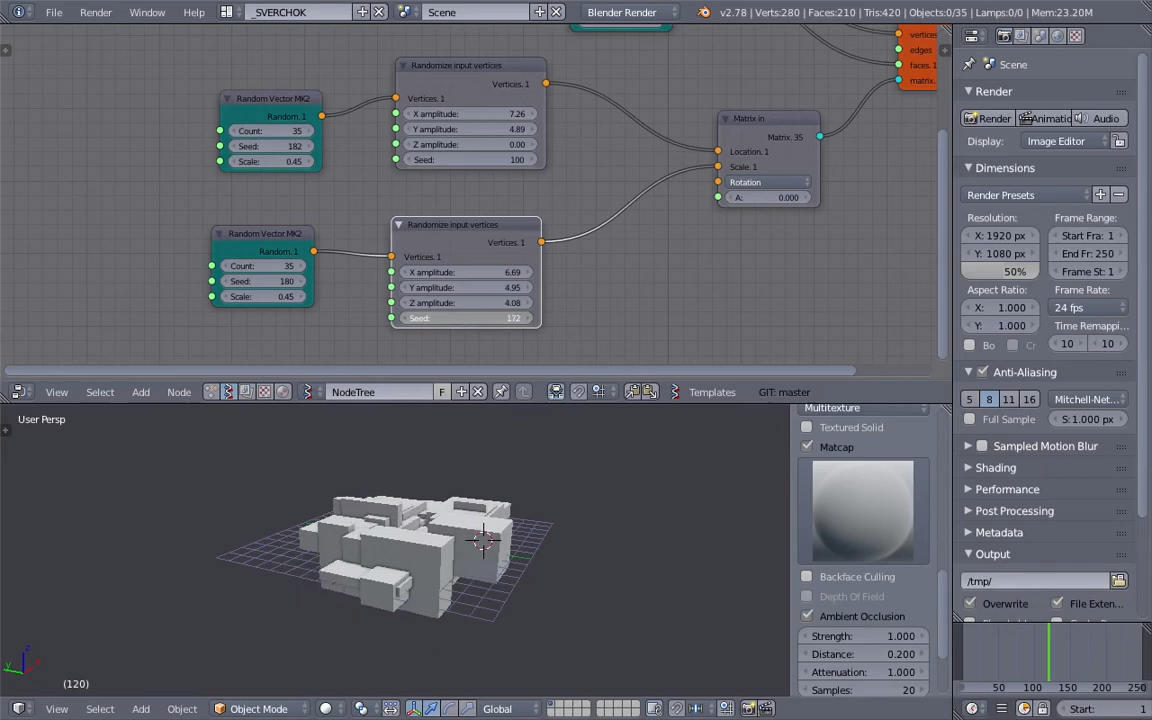 File Render Window Help _SVERCHOK Scene Blender Render v2.78 | Verts:280 | Faces:210 | Tris:420 | Objects:0/35 | Lamps:0/0 | Mem:23.20M
Randomize input vertices
Vertices. 1
Vertices. 1
X amplitude: 7.26
Y amplitude: 4.89
Z amplitude: 0.00
Seed: 100
Random Vector MK2
Random. 1
Count: 35
Seed: 182
Scale: 0.45
Matrix in
Matrix. 35
Location. 1
Scale. 1
Rotation
A: 0.000
vertices
edges
faces. 1
matrix.
Random Vector MK2
Random. 1
Count: 35
Seed: 180
Scale: 0.45
Randomize input vertices
Vertices. 1
Vertices. 1
X amplitude: 6.69
Y amplitude: 4.95
Z amplitude: 4.08
Seed: 172
View Select Add Node NodeTree F Templates GIT: master
User Persp
(120)
Multitexture
Textured Solid
Matcap
Backface Culling
Depth Of Field
Ambient Occlusion
Strength: 1.000
Distance: 0.200
Attenuation: 1.000
Samples: 20
View Select Add Object Object Mode Global
Scene
Render
Render Animatic Audio
Display: Image Editor
Dimensions
Render Presets
Resolution: Frame Range:
X: 1920 px Start Fra: 1
Y: 1080 px End Fr: 250
50% Frame St: 1
Aspect Ratio: Frame Rate:
X: 1.000 24 fps
Y: 1.000 Time Remappi...
Bo Cr 10 10
Anti-Aliasing
5 8 11 16 Mitchell-Net...
Full Sample S: 1.000 px
Sampled Motion Blur
Shading
Performance
Post Processing
Metadata
Output
/tmp/
Overwrite File Exten...
50 100 150 200 250
Start: 1